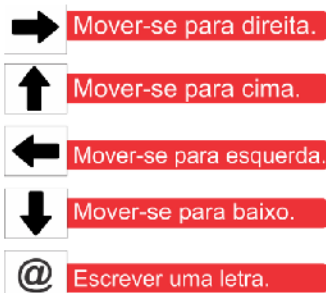 Mover-se para direita.
Mover-se para cima.
Mover-se para esquerda.
Mover-se para baixo.
@ Escrever uma letra.